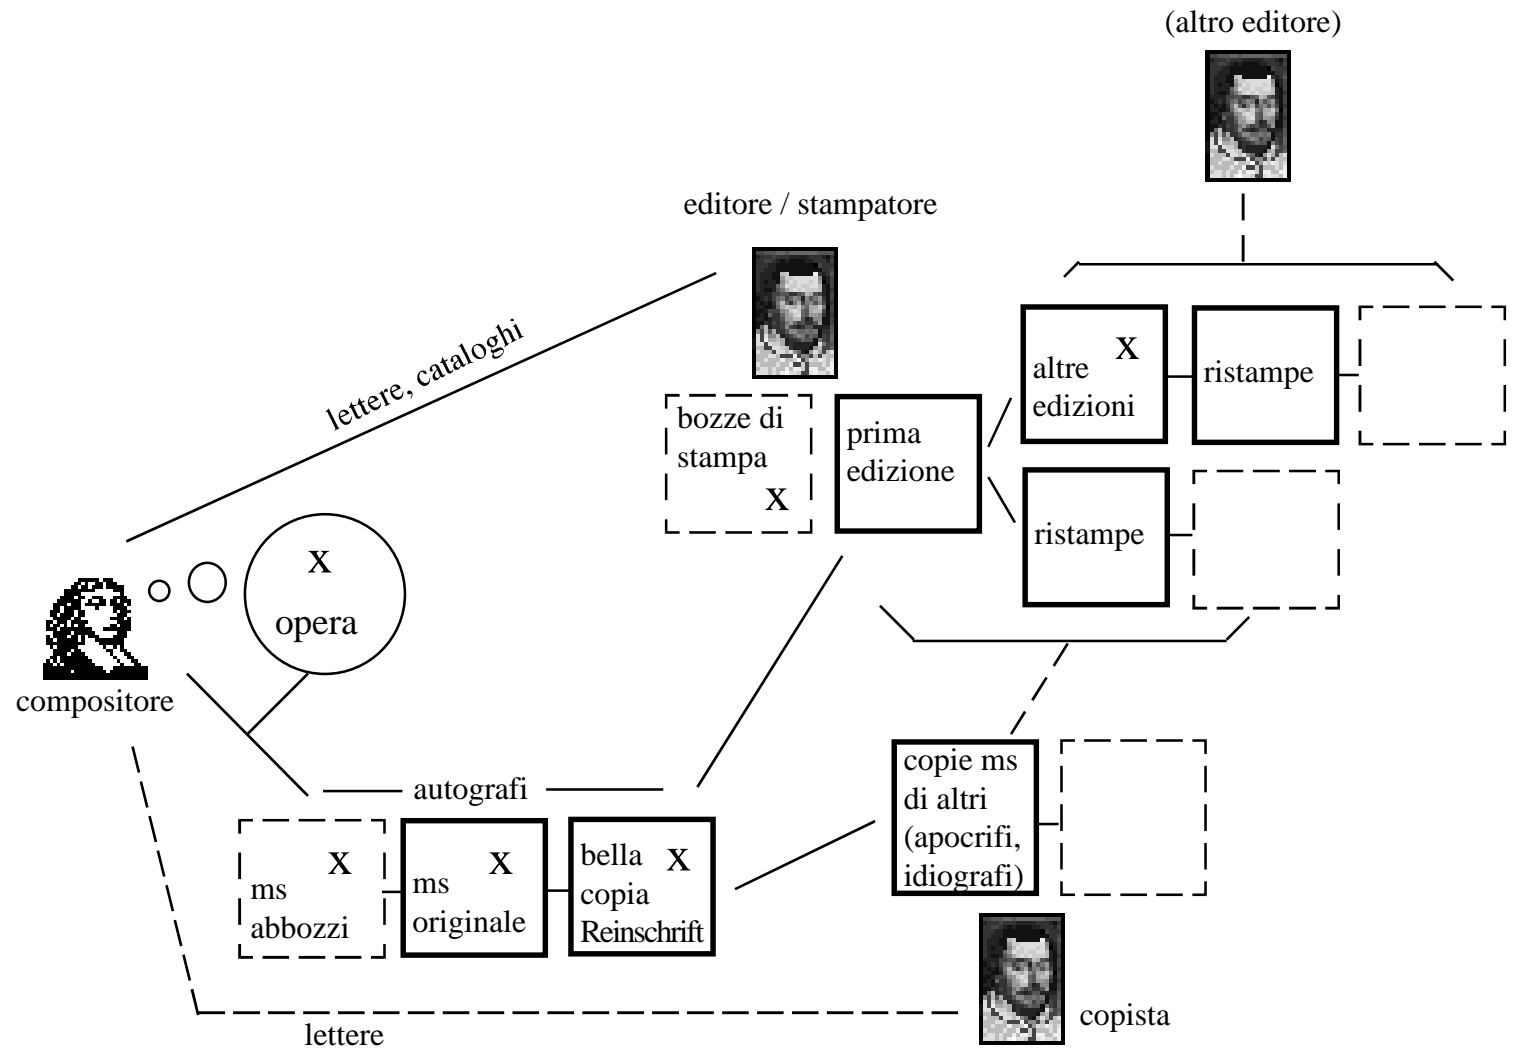 (altro editore)
editore / stampatore
lettere, cataloghi
x
altre
edizioni
ristampe
bozze di
stampa
x
prima
edizione
ristampe
x
opera
compositore
autografi
copie ms
di altri
(apocrifi,
idiografi)
x
ms
abbozzi
x
ms
originale
bella x
copia
Reinschrift
copista
lettere